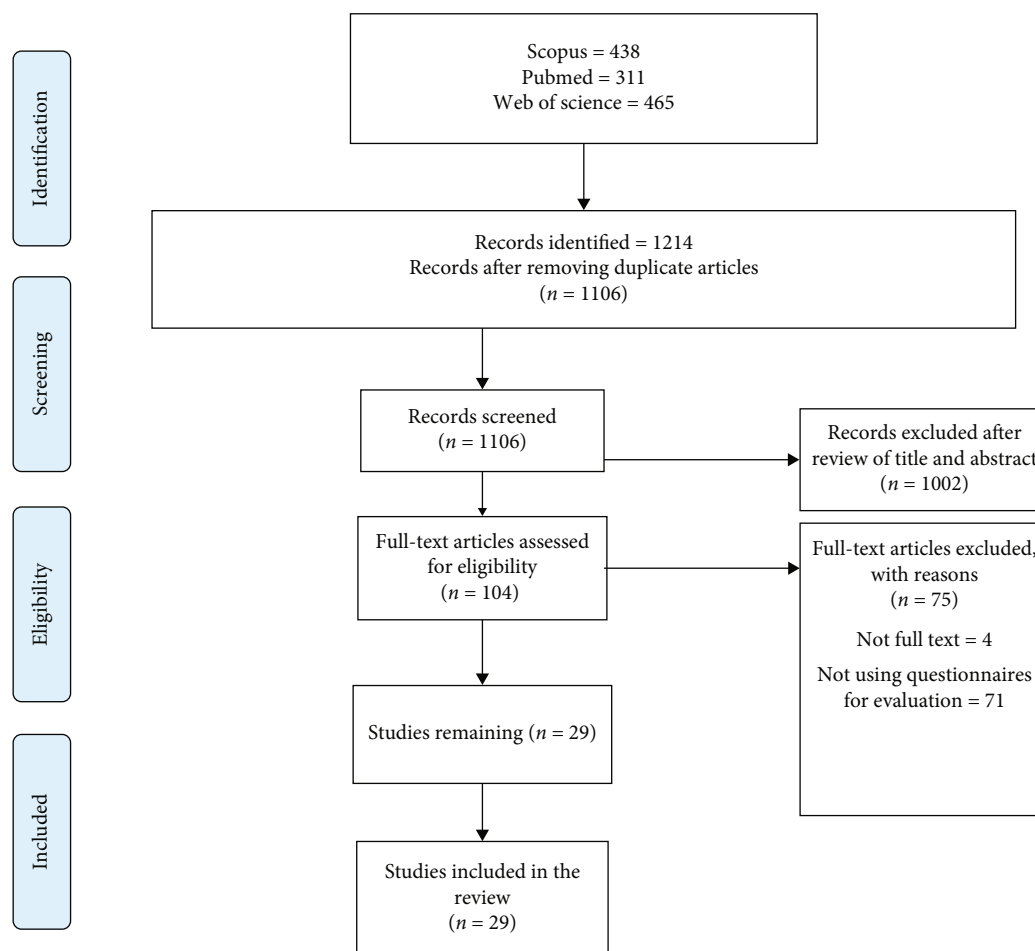 Identification
Scopus = 438
Pubmed = 311
Web of science = 465
Records identified = 1214
Records after removing duplicate articles
(n = 1106)
Screening
Records screened
(n = 1106)
Records excluded after
review of title and abstract
(n = 1002)
Eligibility
Full-text articles assessed
for eligibility
(n = 104)
Full-text articles excluded,
with reasons
(n = 75)
Not full text = 4
Not using questionnaires
for evaluation = 71
Studies remaining (n = 29)
Included
Studies included in the
review
(n = 29)